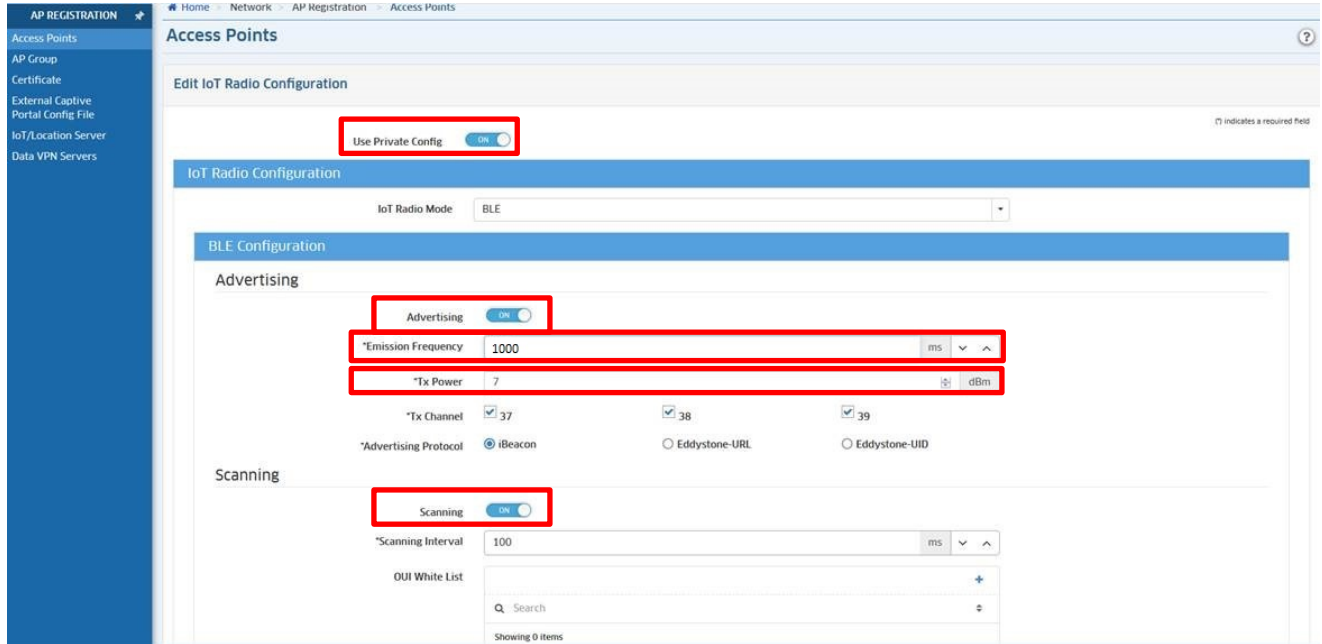 AP REGISTRATION
Home > Network > AP Registration > Access Points
Access Points
Access Points
?
AP Group
Certificate
Edit IoT Radio Configuration
External Captive
Portal Config File
IoT/Location Server
Data VPN Servers
(*) indicates a required field
Use Private Config ON
IoT Radio Configuration
IoT Radio Mode BLE
BLE Configuration
Advertising
Advertising ON
*Emission Frequency 1000 ms
*Tx Power 7 dBm
*Tx Channel 37 38 39
*Advertising Protocol iBeacon Eddystone-URL Eddystone-UID
Scanning
Scanning ON
*Scanning Interval 100 ms
OUI White List +
Search
Showing 0 items